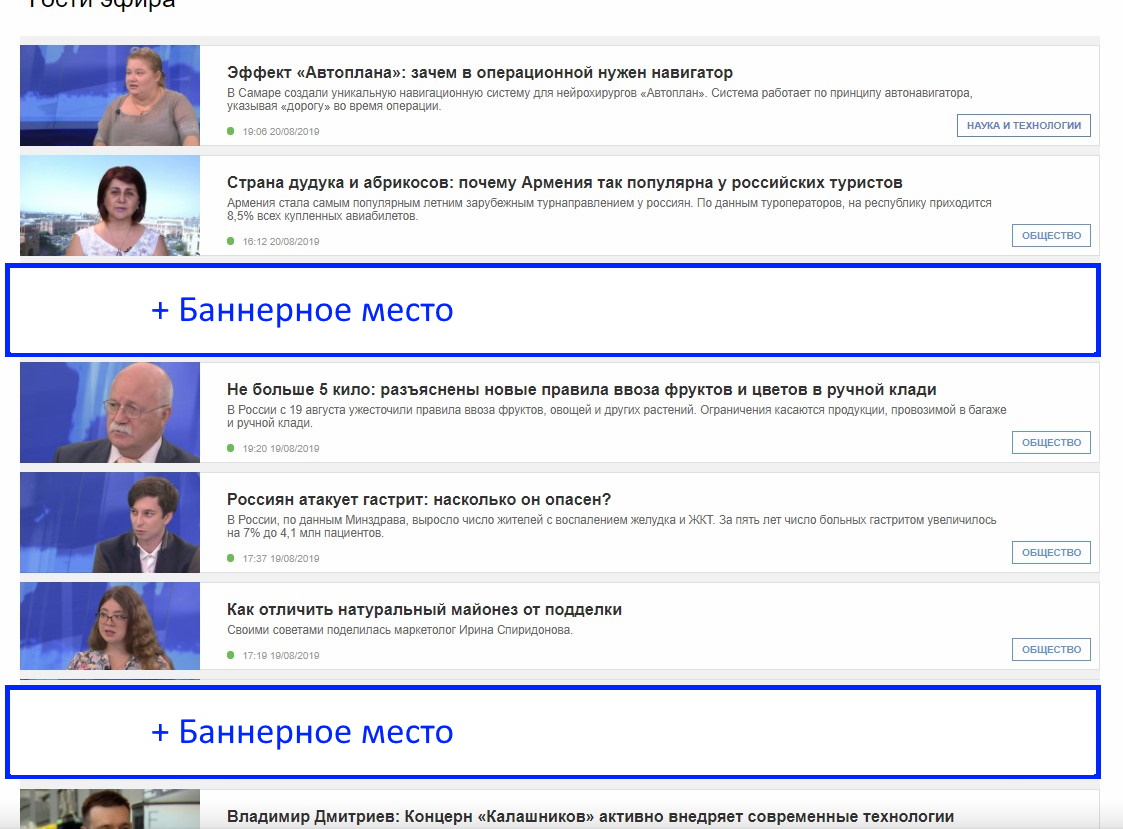 Гости эфира
Эффект «Автоплана»: зачем в операционной нужен навигатор
В Самаре создали уникальную навигационную систему для нейрохирургов «Автоплан». Система работает по принципу автонавигатора,
указывая «дорогу» во время операции.
19:06 20/08/2019
НАУКА И ТЕХНОЛОГИИ
Страна дудука и абрикосов: почему Армения так популярна у российских туристов
Армения стала самым популярным летним зарубежным турнаправлением у россиян. По данным туроператоров, на республику приходится
8,5% всех купленных авиабилетов.
16:12 20/08/2019
ОБЩЕСТВО
+ Баннерное место
Не больше 5 кило: разъяснены новые правила ввоза фруктов и цветов в ручной клади
В России с 19 августа ужесточили правила ввоза фруктов, овощей и других растений. Ограничения касаются продукции, провозимой в багаже
и ручной клади.
19:20 19/08/2019
ОБЩЕСТВО
Россиян атакует гастрит: насколько он опасен?
В России, по данным Минздрава, выросло число жителей с воспалением желудка и ЖКТ. За пять лет число больных гастритом увеличилось
на 7% до 4,1 млн пациентов.
17:37 19/08/2019
ОБЩЕСТВО
Как отличить натуральный майонез от подделки
Своими советами поделилась маркетолог Ирина Спиридонова.
17:19 19/08/2019
ОБЩЕСТВО
+ Баннерное место
Владимир Дмитриев: Концерн «Калашников» активно внедряет современные технологии